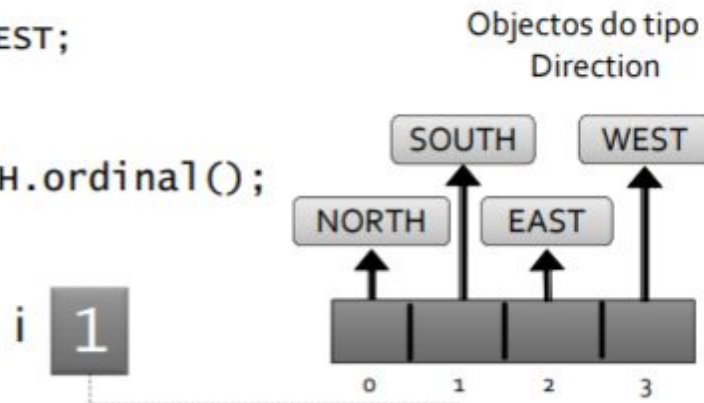 EST;
H.ordinal();
i 1
Objectos do tipo
Direction
SOUTH WEST
NORTH EAST
0 1 2 3